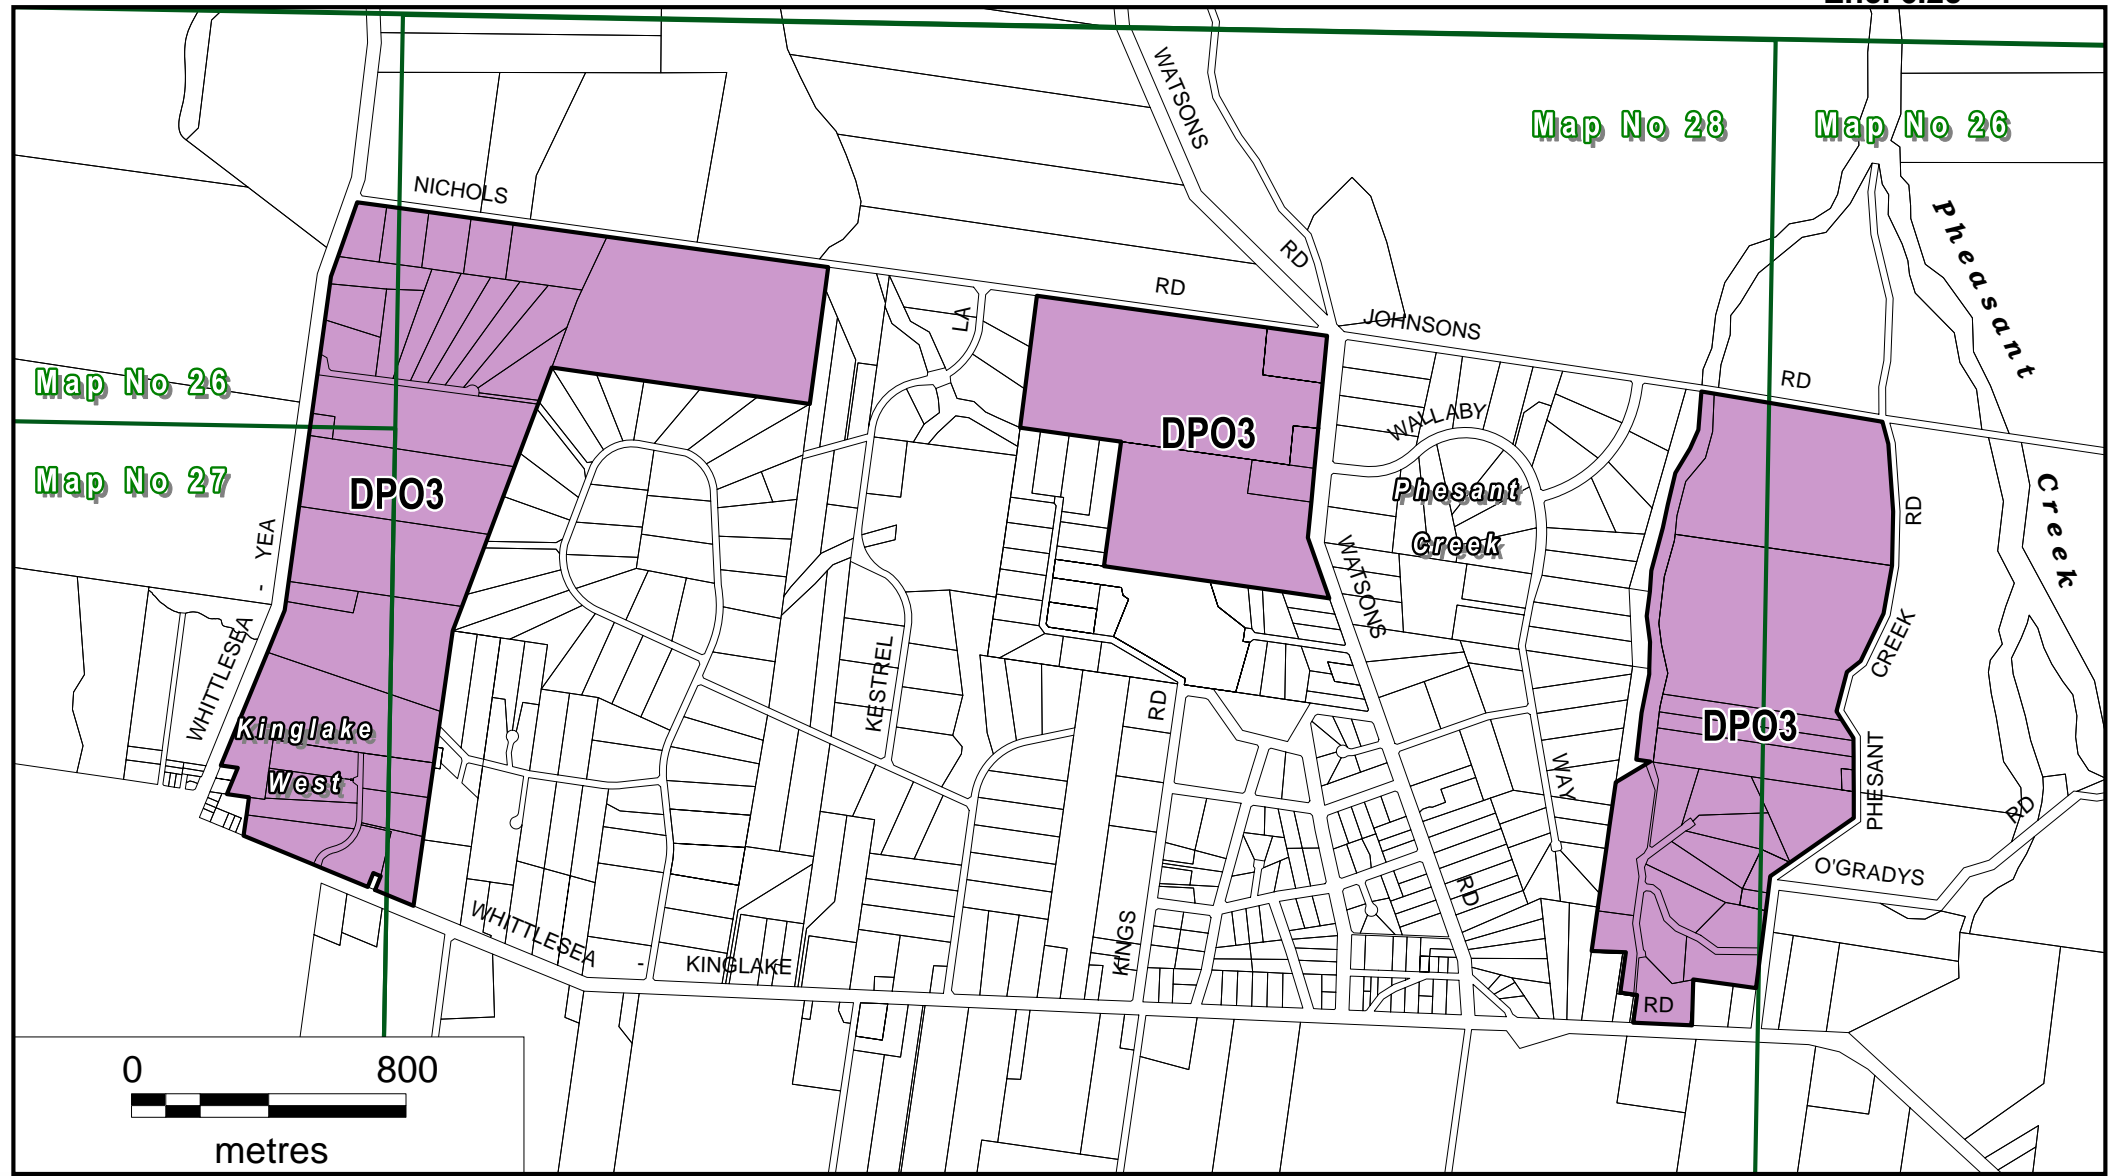 WATSONS
RD
Map No 28
Map No 26
NICHOLS
RD
Pheasant
Creek
LA
JOHNSONS
RD
Map No 26
Map No 27
DPO3
DPO3
WALLABY
Phesant
Creek
RD
YEA
-
WHITTLESEA
WATSONS
CREEK
KESTREL
RD
Kinglake
West
DPO3
WAY
PHESANT
RD
O'GRADYS
RD
WHITTLESEA
-
KINGLAKE
KINGS
RD
0
800
metres